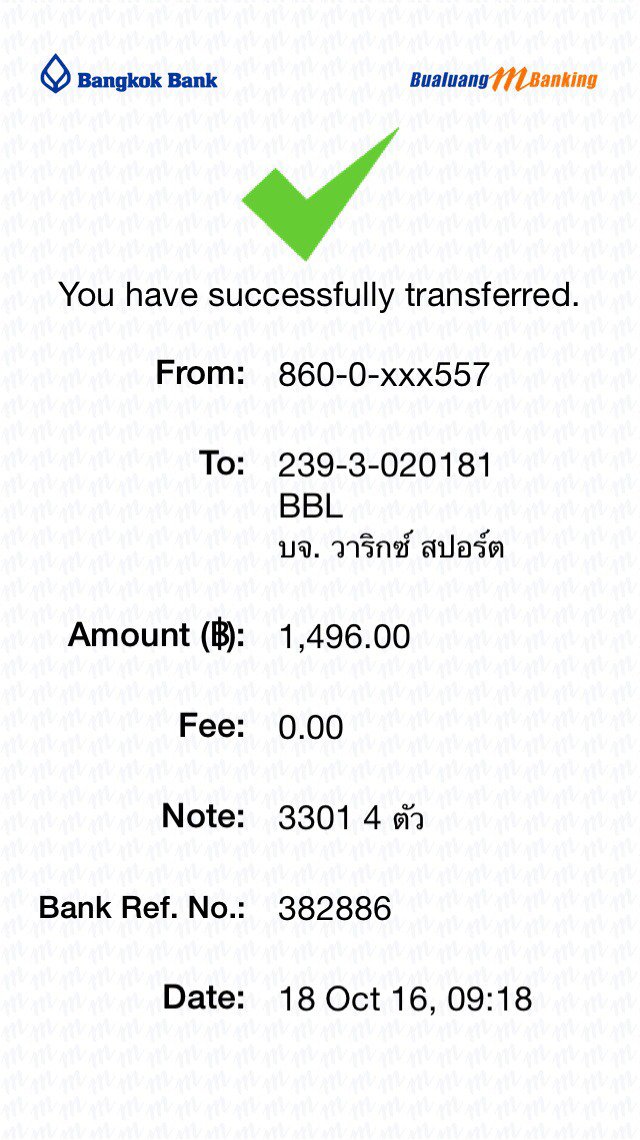 Bangkok Bank
Bualuang mBanking
You have successfully transferred.
From: 860-0-xxx557
To: 239-3-020181
BBL
บจ. วาริกซ์ สปอร์ต
Amount (฿): 1,496.00
Fee: 0.00
Note: 3301 4 ตัว
Bank Ref. No.: 382886
Date: 18 Oct 16, 09:18